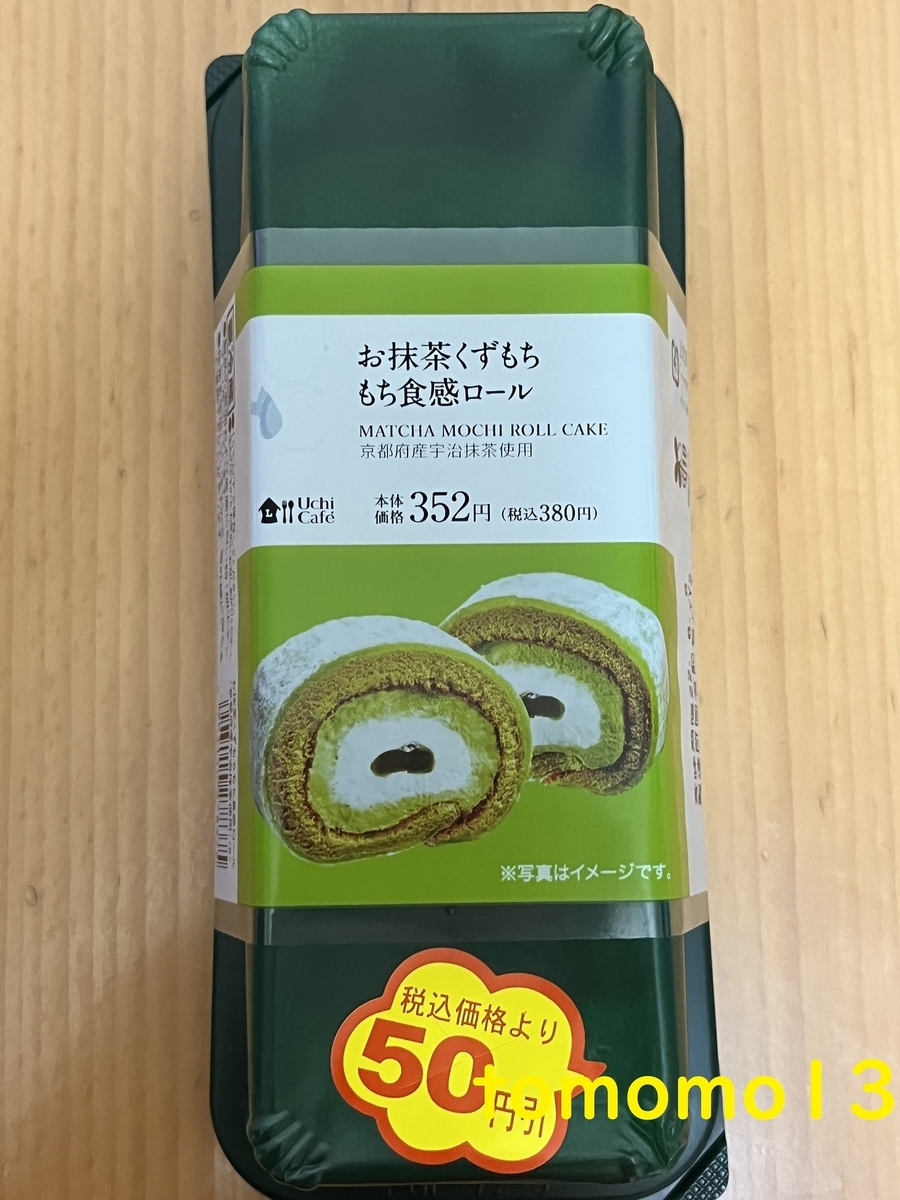 お抹茶くずもち
もち食感ロール
MATCHA MOCHI ROLL CAKE
京都府産宇治抹茶使用
L
Uchi
Café
本体
価格
352円
(税込380円)
※写真はイメージです。
税込価格より
50円引
tomomo13